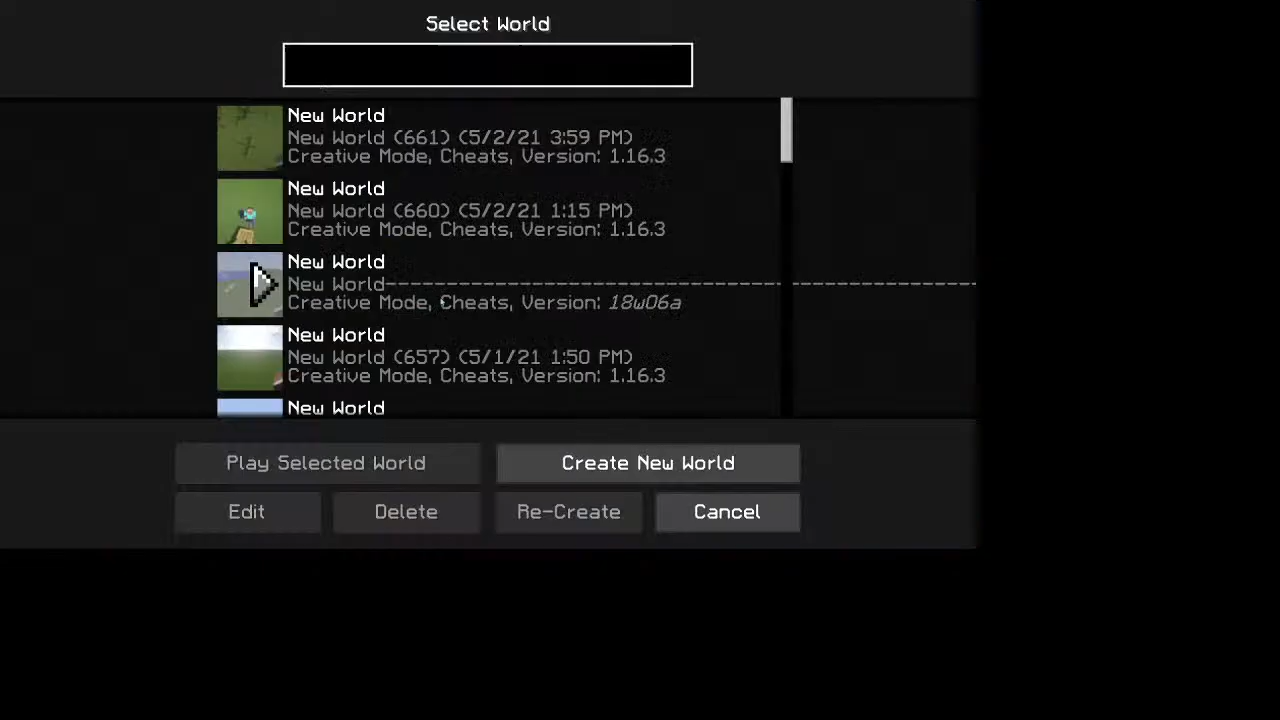 Select World
New World
New World (661) (5/2/21 3:59 PM)
Creative Mode, Cheats, Version: 1.16.3
New World
New World (660) (5/2/21 1:15 PM)
Creative Mode, Cheats, Version: 1.16.3
New World
New World--------------------------------------------------
Creative Mode, Cheats, Version: 18w06a
New World
New World (657) (5/1/21 1:50 PM)
Creative Mode, Cheats, Version: 1.16.3
New World
Play Selected World
Create New World
Edit
Delete
Re-Create
Cancel